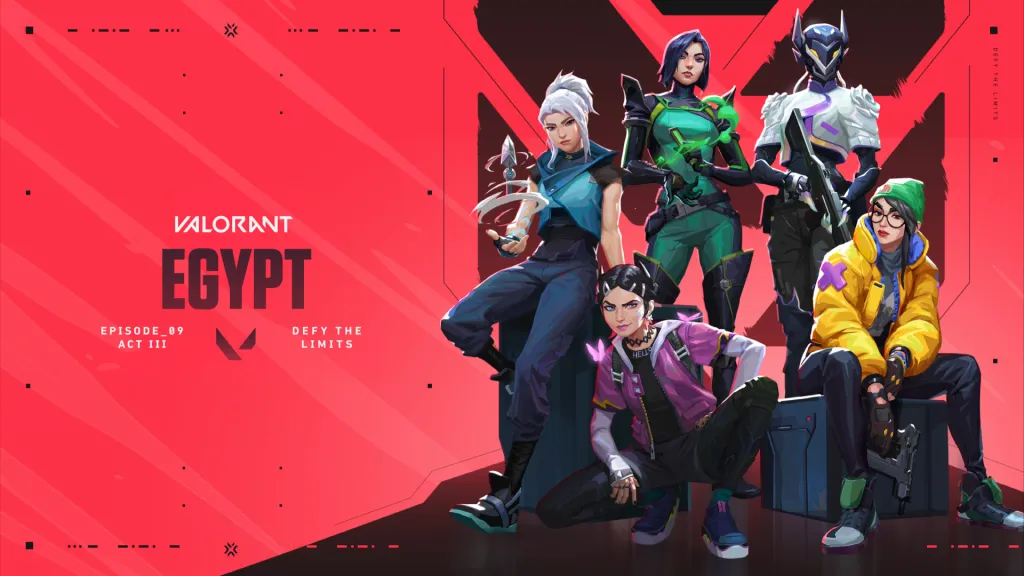 VALORANT
EGYPT
EPISODE_09
ACT III
DEFY THE
LIMITS
DEFY THE LIMITS